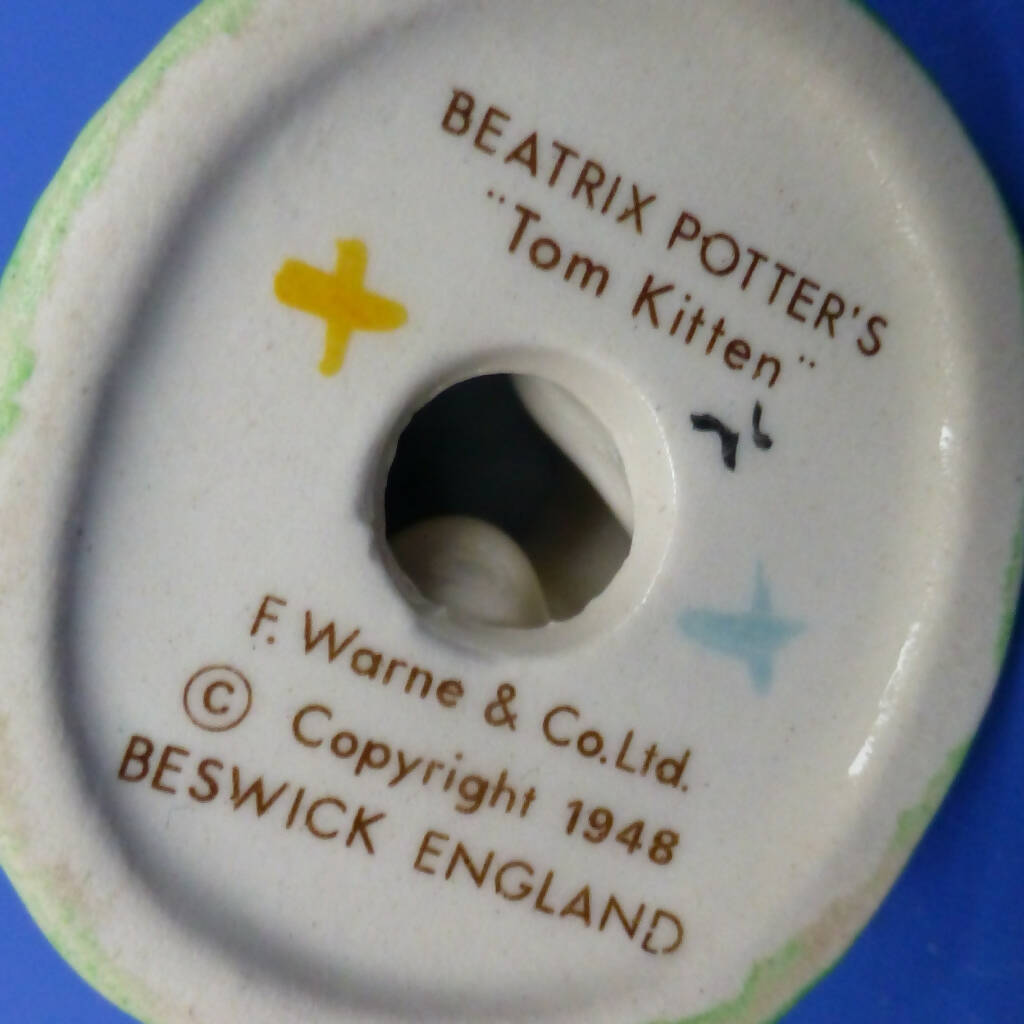 BEATRIX POTTER'S
"Tom Kitten"
F. Warne & Co.Ltd.
© Copyright 1948
BESWICK ENGLAND